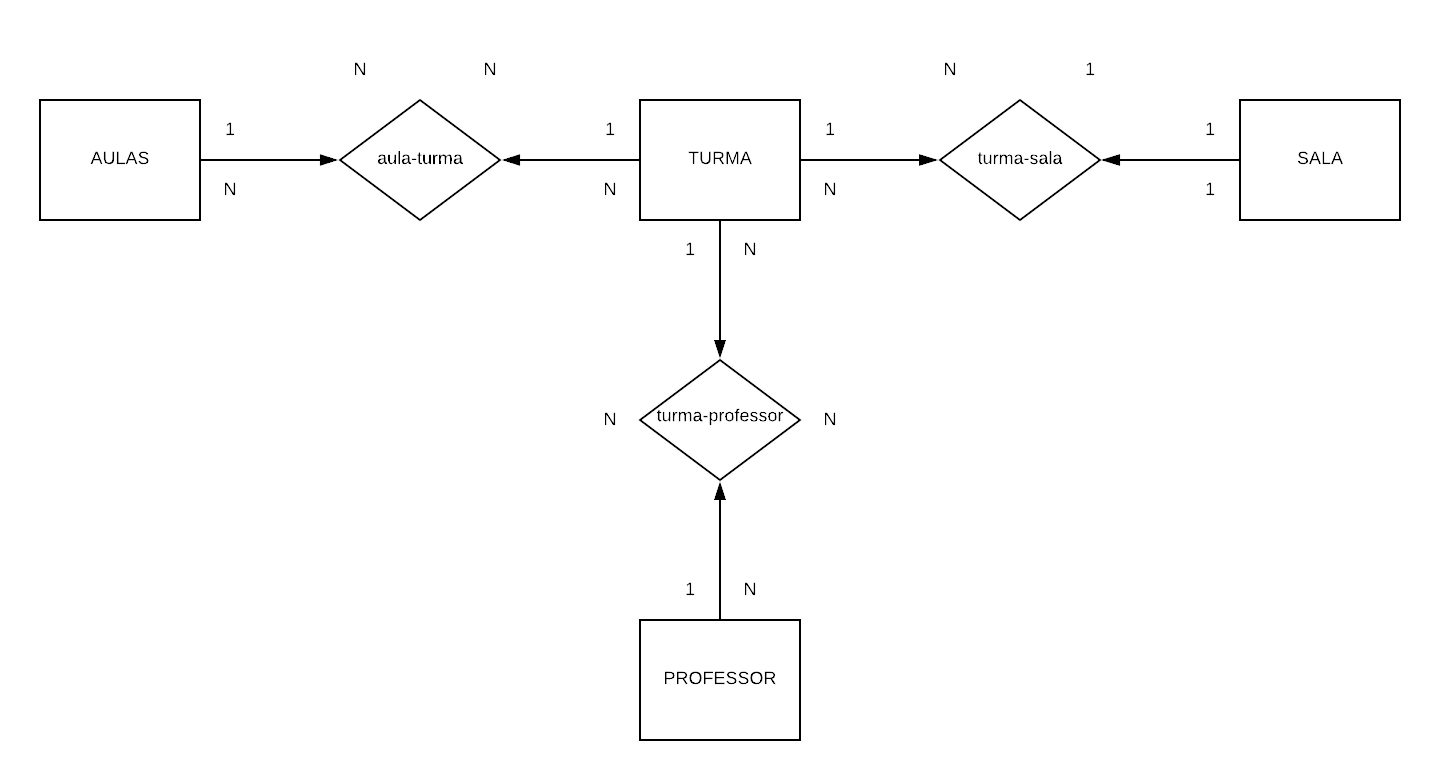 N N N 1
1 1 1 1
AULAS aula-turma TURMA turma-sala SALA
N N N 1
1 N
N turma-professor N
1 N
PROFESSOR